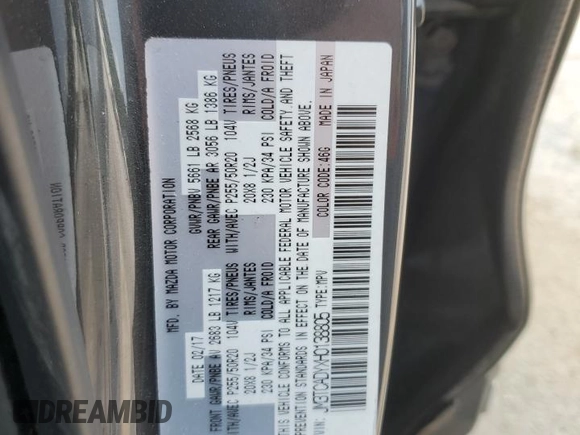 MFD. BY MAZDA MOTOR CORPORATION
DATE 02/17 GVWR/PNBV 5661 LB 2568 KG
FRONT GAWR/PNBE AV 2683 LB 1217 KG REAR GAWR/PNBE AR 3056 LB 1386 KG
WITH/AVEC P255/50R20 104V TIRES/PNEUS WITH/AVEC P255/50R20 104V TIRES/PNEUS
20X8 1/2J RIMS/JANTES 20X8 1/2J RIMS/JANTES
230 KPA/34 PSI COLD/A FROID 230 KPA/34 PSI COLD/A FROID
THIS VEHICLE CONFORMS TO ALL APPLICABLE FEDERAL MOTOR VEHICLE SAFETY AND THEFT
PREVENTION STANDARDS IN EFFECT ON THE DATE OF MANUFACTURE SHOWN ABOVE.
VIN: TYPE:MPV COLOR CODE:46G MADE IN JAPAN
CORPORATION
IDREAMBID.COM